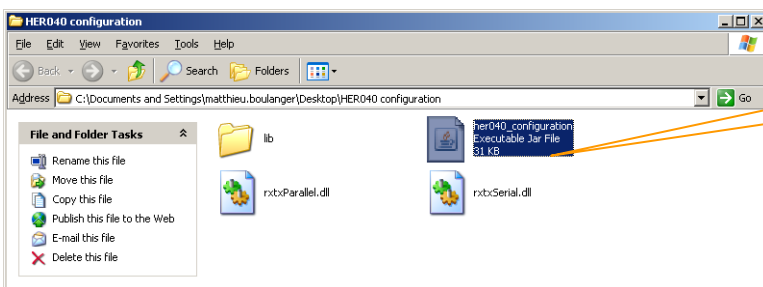 HER040 configuration
File Edit View Favorites Tools Help
Back Search Folders
Address C:\Documents and Settings\matthieu.boulanger\Desktop\HER040 configuration Go
File and Folder Tasks
Rename this file
Move this file
Copy this file
Publish this file to the Web
E-mail this file
Delete this file
lib
her040_configuration
Executable Jar File
31 KB
rxtxParallel.dll
rxtxSerial.dll